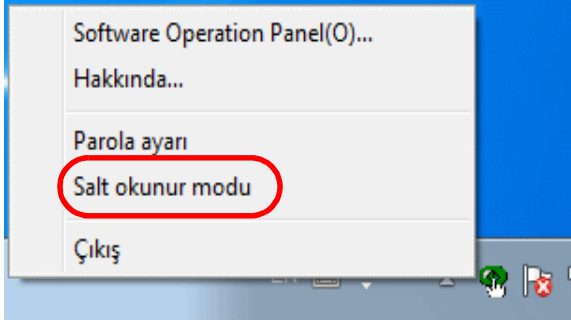 Software Operation Panel(O)...
Hakkında...
Parola ayarı
Salt okunur modu
Çıkış